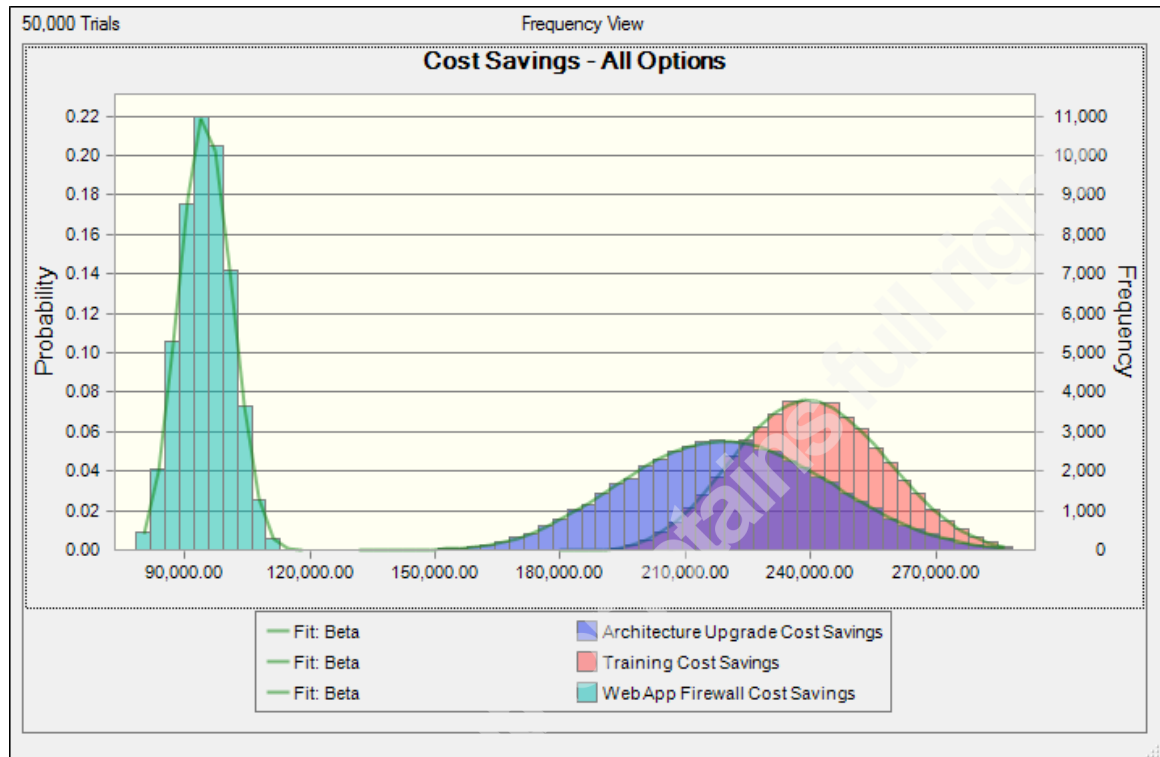 50,000 Trials
Frequency View
Cost Savings - All Options
0.22
0.20
0.18
0.16
0.14
0.12
0.10
0.08
0.06
0.04
0.02
0.00
Probability
11,000
10,000
9,000
8,000
7,000
6,000
5,000
4,000
3,000
2,000
1,000
0
Frequency
90,000.00 120,000.00 150,000.00 180,000.00 210,000.00 240,000.00 270,000.00
Fit: Beta
Architecture Upgrade Cost Savings
Fit: Beta
Training Cost Savings
Fit: Beta
Web App Firewall Cost Savings
full